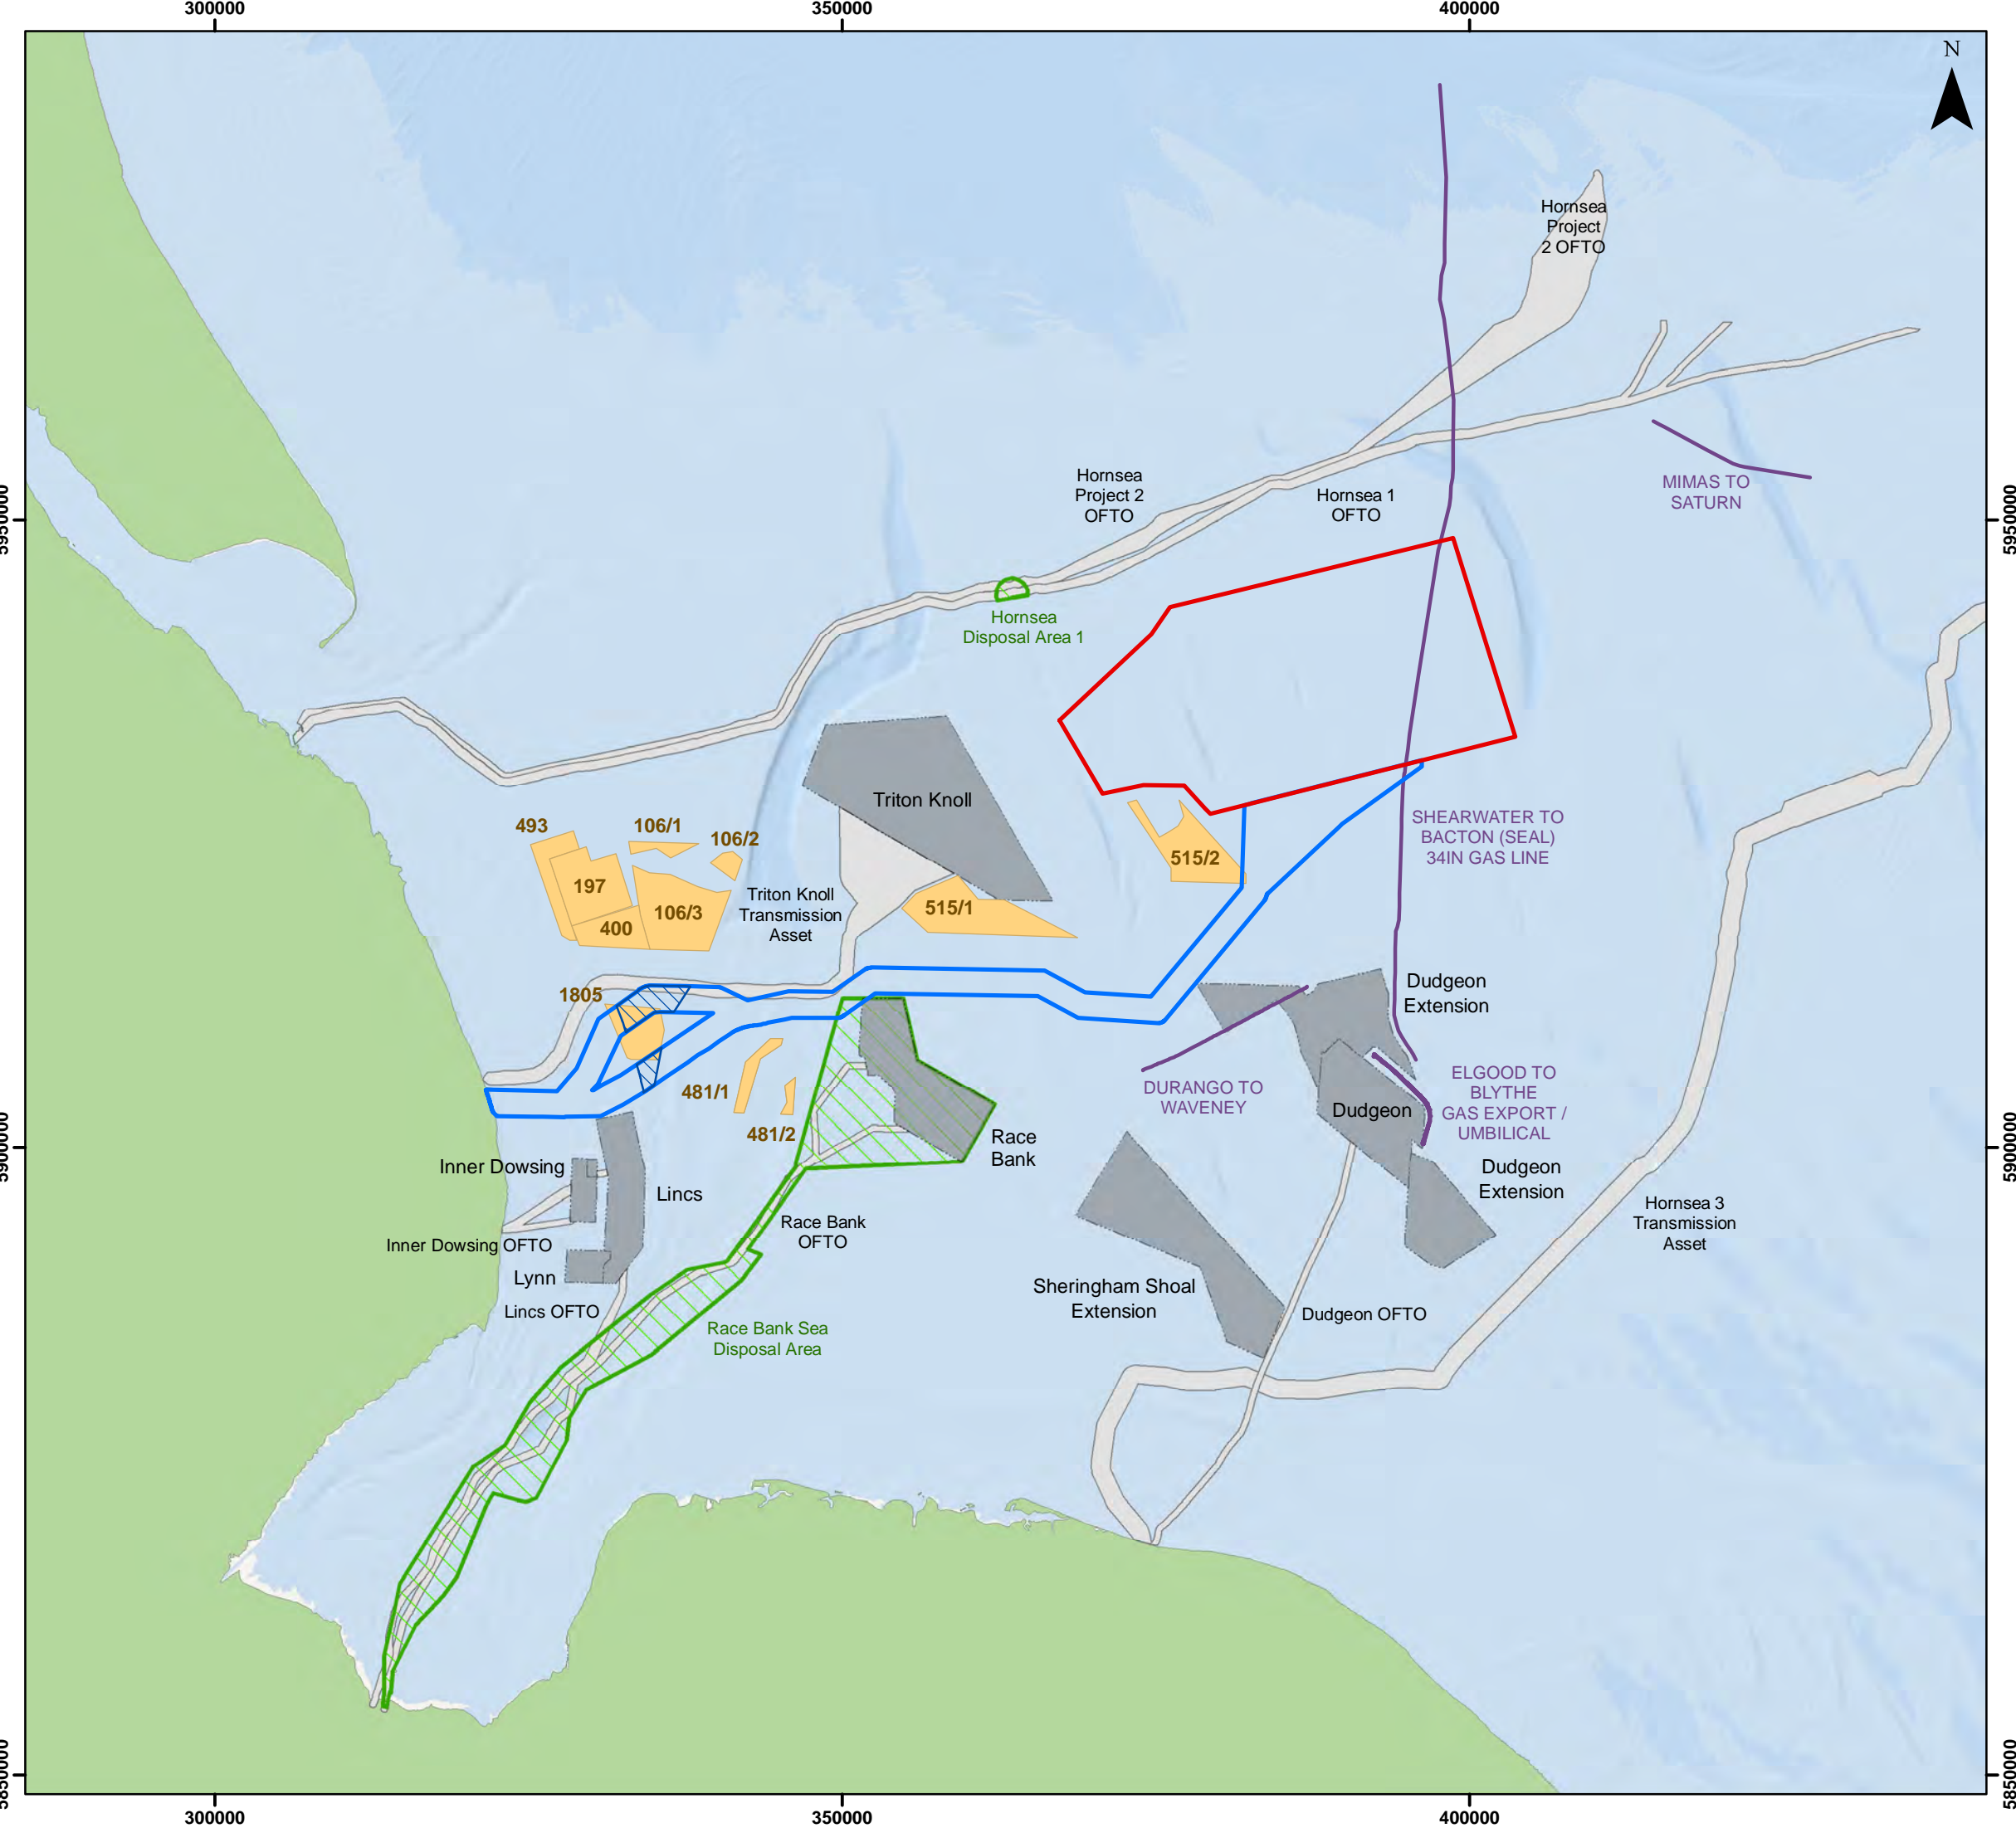 300000
350000
400000
N
Hornsea
Project
2 OFTO
Hornsea
Project 2
OFTO
Hornsea 1
OFTO
MIMAS TO
SATURN
5950000
5950000
Hornsea
Disposal Area 1
Triton Knoll
493
106/1
106/2
197
106/3
400
Triton Knoll
Transmission
Asset
515/1
515/2
SHEARWATER TO
BACTON (SEAL)
34IN GAS LINE
1805
Dudgeon
Extension
481/1
481/2
DURANGO TO
WAVENEY
ELGOOD TO
BLYTHE
GAS EXPORT /
UMBILICAL
Dudgeon
Race
Bank
5900000
5900000
Inner Dowsing
Lincs
Dudgeon
Extension
Hornsea 3
Transmission
Asset
Race Bank
OFTO
Inner Dowsing OFTO
Lynn
Lincs OFTO
Sheringham Shoal
Extension
Dudgeon OFTO
Race Bank Sea
Disposal Area
5850000
5850000
300000
350000
400000